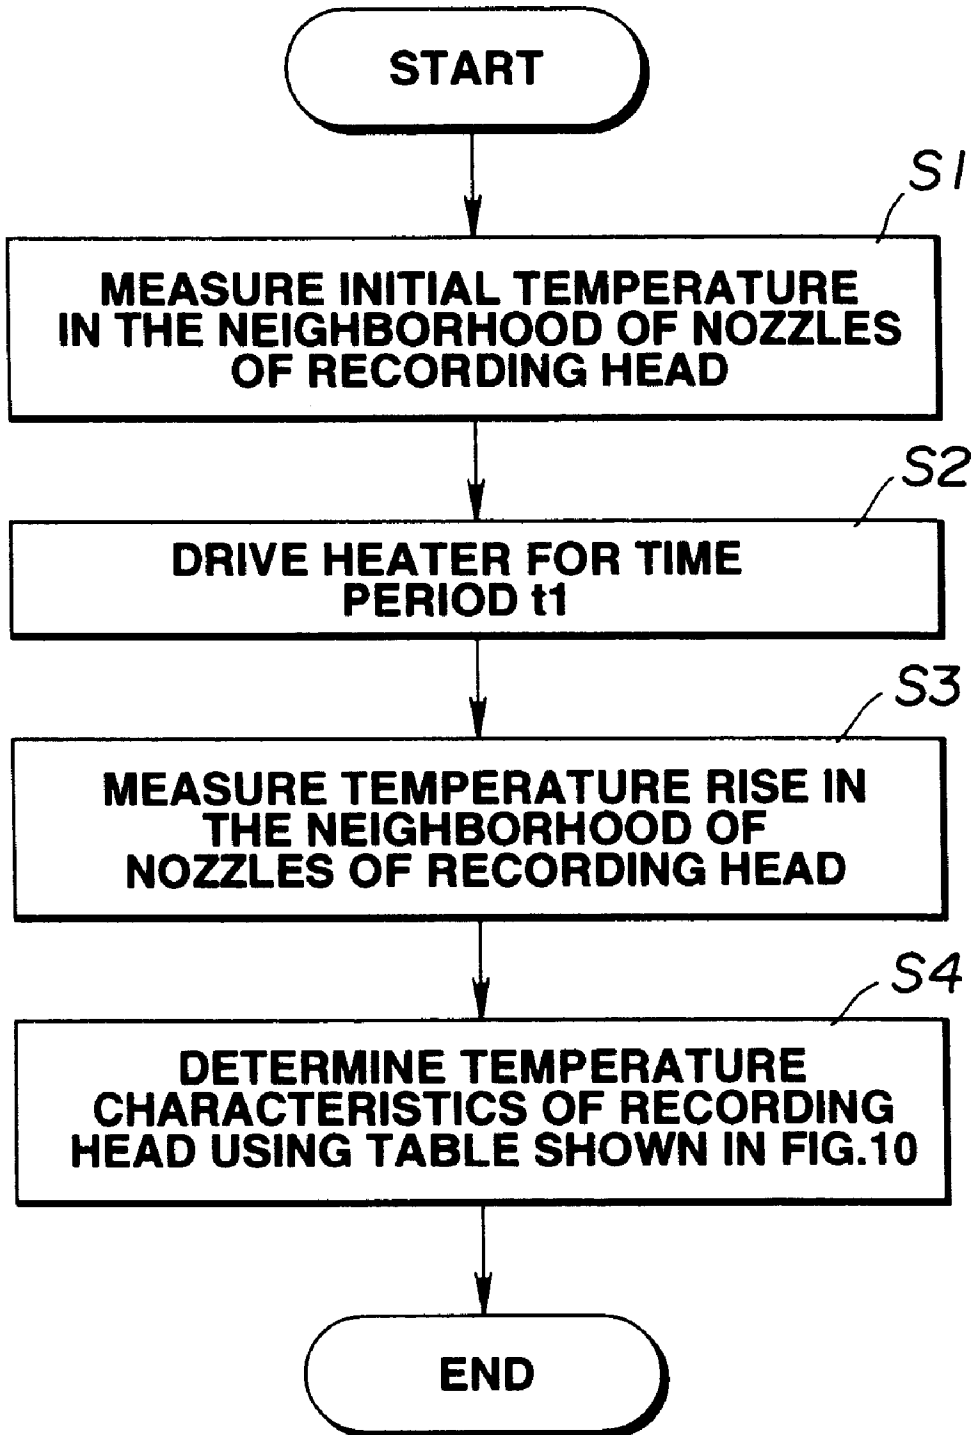 START
S1
MEASURE INITIAL TEMPERATURE
IN THE NEIGHBORHOOD OF NOZZLES
OF RECORDING HEAD
S2
DRIVE HEATER FOR TIME
PERIOD t1
S3
MEASURE TEMPERATURE RISE IN
THE NEIGHBORHOOD OF
NOZZLES OF RECORDING HEAD
S4
DETERMINE TEMPERATURE
CHARACTERISTICS OF RECORDING
HEAD USING TABLE SHOWN IN FIG.10
END